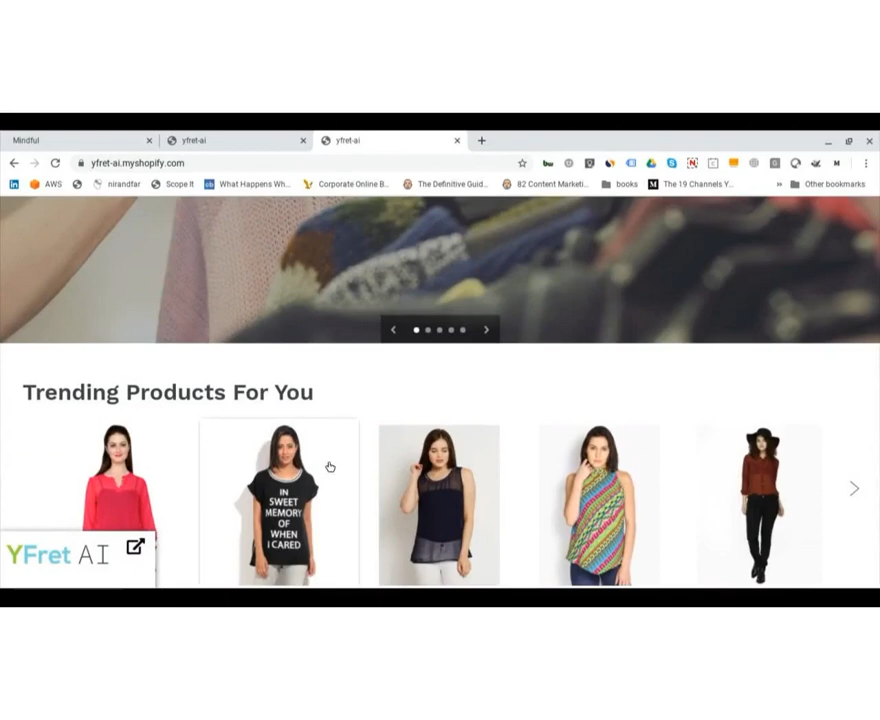 Mindful
yfret-ai
yfret-ai
yfret-ai.myshopify.com
AWS
nirandfar
Scope It
What Happens Wh...
Corporate Online B...
The Definitive Guid...
82 Content Marketi...
books
The 19 Channels Y...
Other bookmarks
Trending Products For You
IN
SWEET
MEMORY
OF
WHEN
I CARED
YFret AI